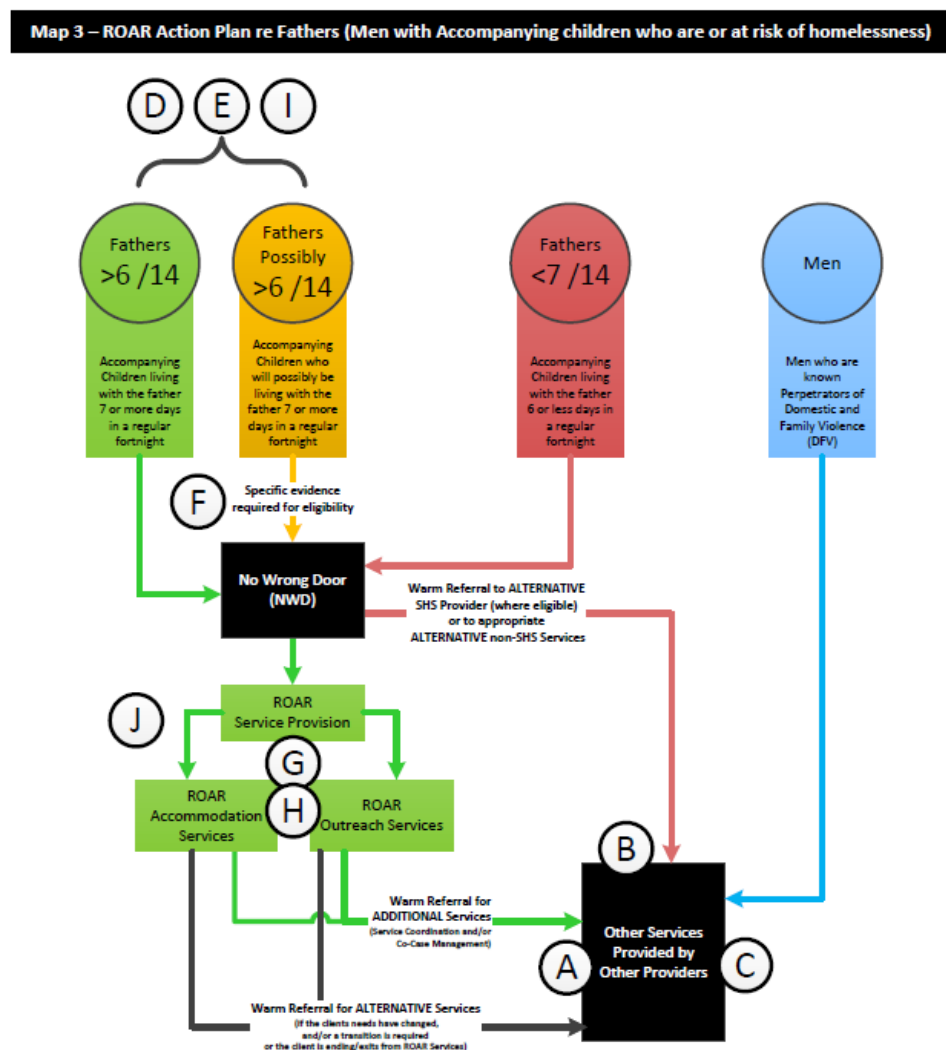 Map 3 – ROAR Action Plan re Fathers (Men with Accompanying children who are or at risk of homelessness)
D
E
I
Fathers
>6 /14
Fathers
Possibly
>6 /14
Fathers
<7 /14
Men
Accompanying
Children living
with the father
7 or more days
in a regular
fortnight
Accompanying
Children who
will possibly be
living with the
father 7 or more
days in a regular
fortnight
Accompanying
Children living
with the father
6 or less days in
a regular
fortnight
Men who are
known
Perpetrators of
Domestic and
Family Violence
(DFV)
F
Specific evidence
required for eligibility
No Wrong Door
(NWD)
Warm Referral to ALTERNATIVE
SHS Provider (where eligible)
or to appropriate
ALTERNATIVE non-SHS Services
J
ROAR
Service Provision
G
H
ROAR
Accommodation
Services
ROAR
Outreach Services
B
Warm Referral for
ADDITIONAL Services
(Service Coordination and/or
Co-Case Management)
A
Other Services
Provided by
Other Providers
C
Warm Referral for ALTERNATIVE Services
(If the clients needs have changed,
and/or a transition is required
or the client is ending/exits from ROAR Services)